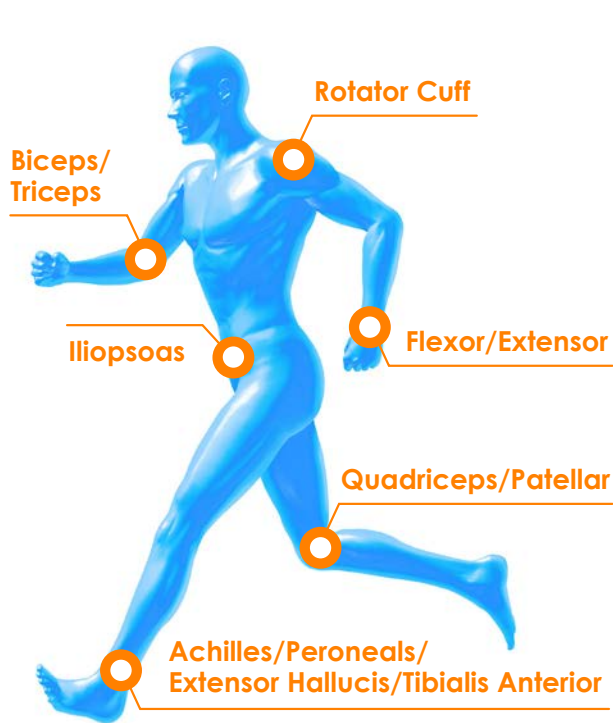 Rotator Cuff
Biceps/
Triceps
Iliopsoas
Flexor/Extensor
Quadriceps/Patellar
Achilles/Peroneals/
Extensor Hallucis/Tibialis Anterior